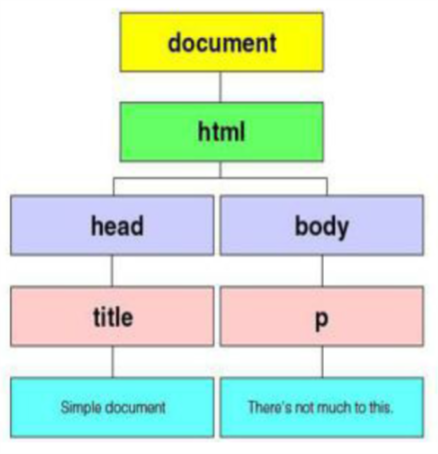 document
html
head
body
title
p
Simple document
There's not much to this.